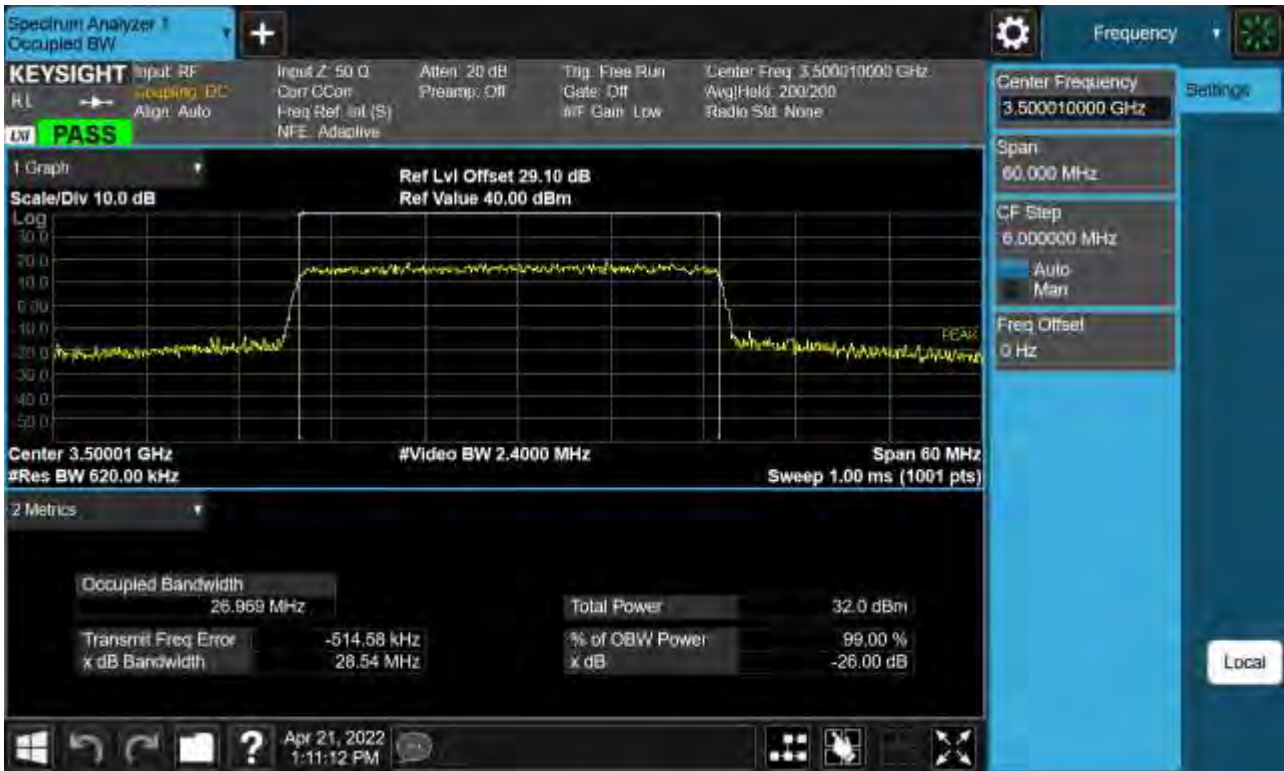 Spectrum Analyzer 1
Occupied BW
+
Frequency
KEYSIGHT
RL
Input: RF
Coupling: DC
Align: Auto
Input Z: 50 Ω
Corr CCorr
Freq Ref: Int (S)
NFE: Adaptive
Atten: 20 dB
Preamp: Off
Trig: Free Run
Gate: Off
#IF Gain: Low
Center Freq: 3.500010000 GHz
Avg|Hold: 200/200
Radio Std: None
LXI
PASS
Center Frequency
3.500010000 GHz
Settings
Span
60.000 MHz
CF Step
6.000000 MHz
Auto
Man
Freq Offset
0 Hz
1 Graph
Scale/Div 10.0 dB
Ref Lvl Offset 29.10 dB
Ref Value 40.00 dBm
Log
30.0
20.0
10.0
0.00
-10.0
-20.0
-30.0
-40.0
-50.0
PEAK
Center 3.50001 GHz
#Video BW 2.4000 MHz
Span 60 MHz
#Res BW 620.00 kHz
Sweep 1.00 ms (1001 pts)
2 Metrics
Occupied Bandwidth
26.969 MHz
Transmit Freq Error -514.58 kHz
x dB Bandwidth 28.54 MHz
Total Power 32.0 dBm
% of OBW Power 99.00 %
x dB -26.00 dB
Local
?
Apr 21, 2022
1:11:12 PM